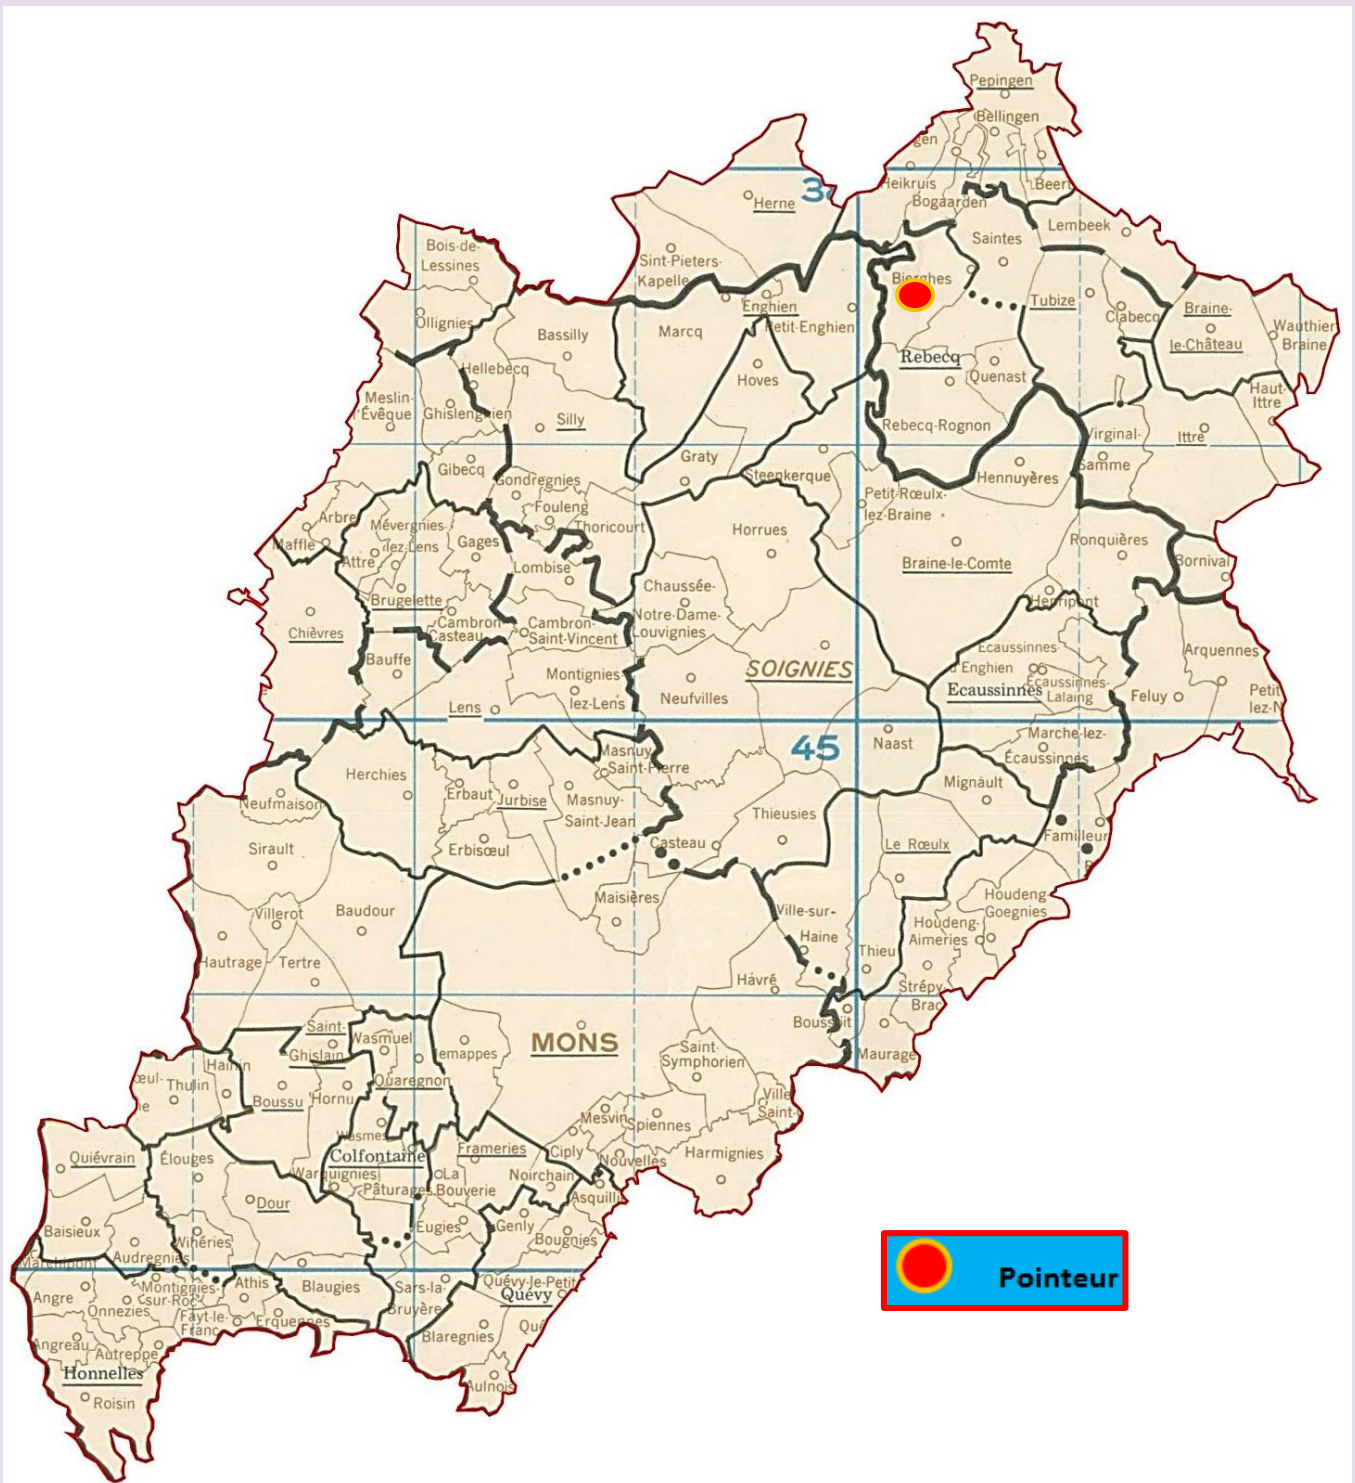 Pepingen
Bellingen
gen
Heikruis
Beert
Bogaarden
Herne
Lembeek
Saintes
Sint-Pieters-
Kapelle
Bois-de-
Lessines
Bierghes
Enghien
Petit-Enghien
Tubize
Clabecq
Braine-
le-Château
Wauthier
Braine
Ollignies
Bassilly
Marcq
Rebecq
Quenast
Hoves
Hellebecq
Meslin-
l'Évêque
Ghislenghien
Silly
Rebecq-Rognon
Haut-
Ittre
Virginal-
Samme
Ittre
Gibecq
Graty
Steenkerque
Hennuyères
Gondregnies
Fouleng
Thoricourt
Petit-Rœulx-
lez-Braine
Arbre
Maffle
Mévergnies-
lez-Lens
Attre
Gages
Lombise
Horrues
Braine-le-Comte
Ronquières
Bornival
Brugelette
Chaussée-
Notre-Dame-
Louvignies
Henripont
Chièvres
Cambron
Casteau
Cambron-
Saint-Vincent
Ecaussinnes-
d'Enghien
Arquennes
Bauffe
Montignies-
lez-Lens
SOIGNIES
Neufvilles
Ecaussinnes
Écaussinnes-
Lalaing
Feluy
Petit
lez-N
Lens
45
Naast
Marche-lez-
Écaussinnes
Masnuy-
Saint-Pierre
Herchies
Erbaut
Jurbise
Masnuy-
Saint-Jean
Mignault
Neufmaison
Thieusies
Familleur
Sirault
Erbisœul
Casteau
Le Rœulx
Maisières
Houdeng-
Goegnies
Villerot
Baudour
Ville-sur-
Haine
Houdeng-
Aimeries
Hautrage
Tertre
Thieu
Havré
Strépy
Brac
Saint-
Ghislain
Wasmuel
MONS
Boussoit
Jemappes
Saint-
Symphorien
Maurage
Hainin
Thulin
Quaregnon
Boussu
Hornu
Ville
Saint-
Mesvin
Spiennes
Wasmes
Quiévrain
Élouges
Colfontaine
Frameries
Ciply
Nouvelles
Harmignies
Warquignies
Pâturages
La
Bouverie
Noirchain
Asquilli
Dour
Eugies
Genly
Bougnies
Baisieux
Audregnies
Wihéries
Marchipont
Angre
Montignies-
sur-Roc
Athis
Blaugies
Sars-la-
Bruyère
Quévy-le-Petit
Quévy
Onnezies
Fayt-le-
Franc
Erquennes
Blaregnies
Qué
Angreau
Autreppe
Honnelles
Roisin
Aulnois
Pointeur